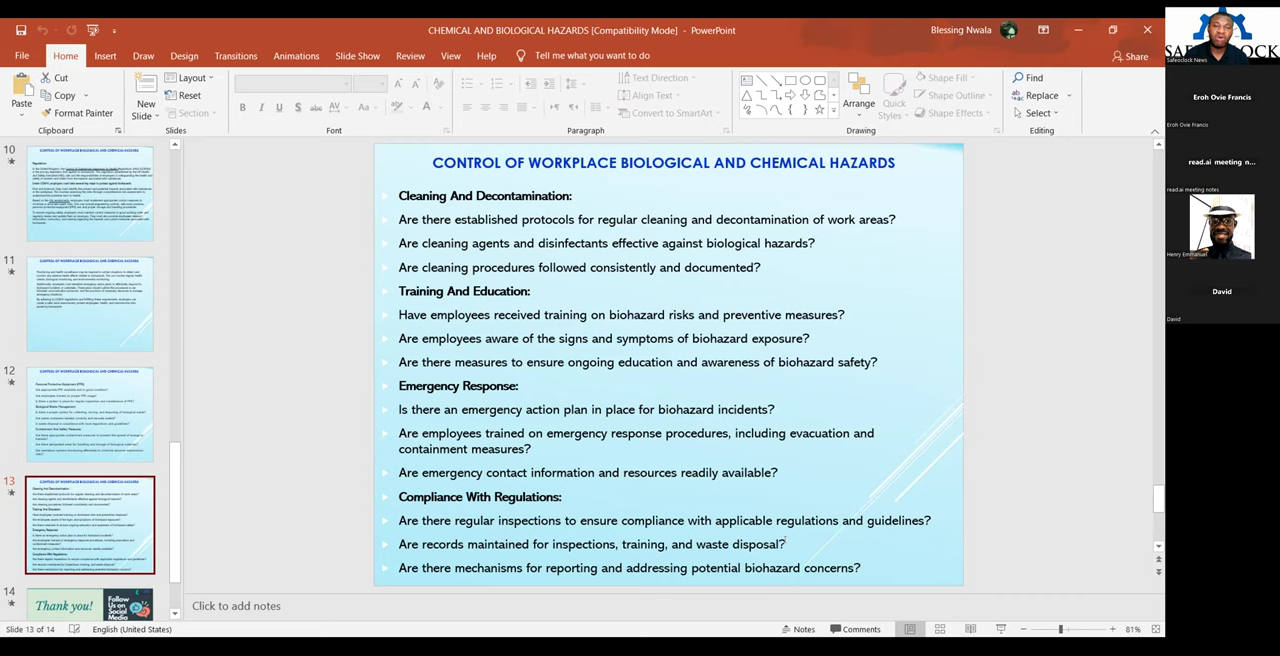 CHEMICAL AND BIOLOGICAL HAZARDS [Compatibility Mode] - PowerPoint
Blessing Nwala
File Home Insert Draw Design Transitions Animations Slide Show Review View Help Tell me what you want to do
Share
Paste
Cut
Copy
Format Painter
Clipboard
New
Slide
Layout
Reset
Section
Slides
Font
Text Direction
Align Text
Convert to SmartArt
Paragraph
Arrange
Quick
Styles
Shape Fill
Shape Outline
Shape Effects
Drawing
Find
Replace
Select
Editing
10
11
12
13
14
Thank you!
Follow
Us on
Social
Media
CONTROL OF WORKPLACE BIOLOGICAL AND CHEMICAL HAZARDS
Cleaning And Decontamination:
Are there established protocols for regular cleaning and decontamination of work areas?
Are cleaning agents and disinfectants effective against biological hazards?
Are cleaning procedures followed consistently and documented?
Training And Education:
Have employees received training on biohazard risks and preventive measures?
Are employees aware of the signs and symptoms of biohazard exposure?
Are there measures to ensure ongoing education and awareness of biohazard safety?
Emergency Response:
Is there an emergency action plan in place for biohazard incidents?
Are employees trained on emergency response procedures, including evacuation and
containment measures?
Are emergency contact information and resources readily available?
Compliance With Regulations:
Are there regular inspections to ensure compliance with applicable regulations and guidelines?
Are records maintained for inspections, training, and waste disposal?
Are there mechanisms for reporting and addressing potential biohazard concerns?
Click to add notes
Slide 13 of 14
English (United States)
Notes
Comments
81%
SAFEOCLOCK
Safeoclock News
Eroh Ovie Francis
Eroh Ovie Francis
read.ai meeting n...
read.ai meeting notes
Henry Emmanuel
David
David